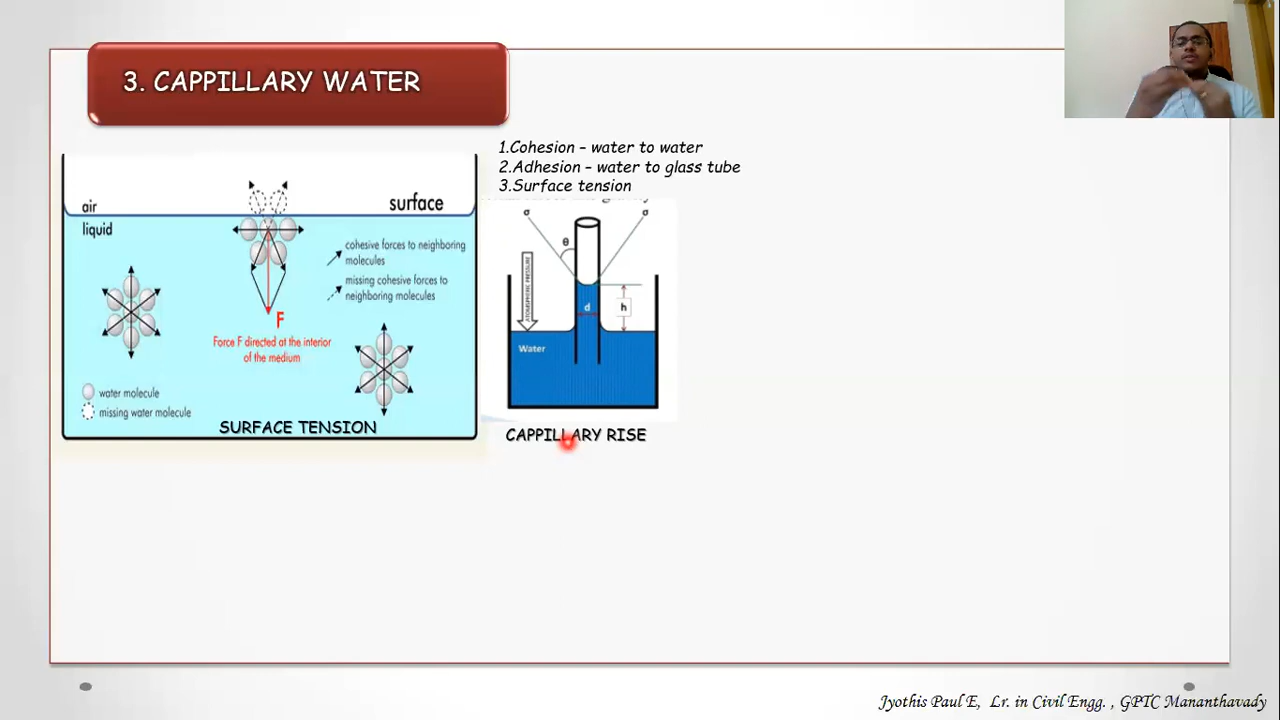 3. CAPPILLARY WATER
1.Cohesion – water to water
2.Adhesion – water to glass tube
3.Surface tension
air
surface
liquid
cohesive forces to neighboring
molecules
missing cohesive forces to
neighboring molecules
F
Force F directed at the interior
of the medium
water molecule
missing water molecule
SURFACE TENSION
σ
σ
θ
ATMOSPHERIC PRESSURE
d
h
Water
CAPPILLARY RISE
Jyothis Paul E, Lr. in Civil Engg. , GPTC Mananthavady